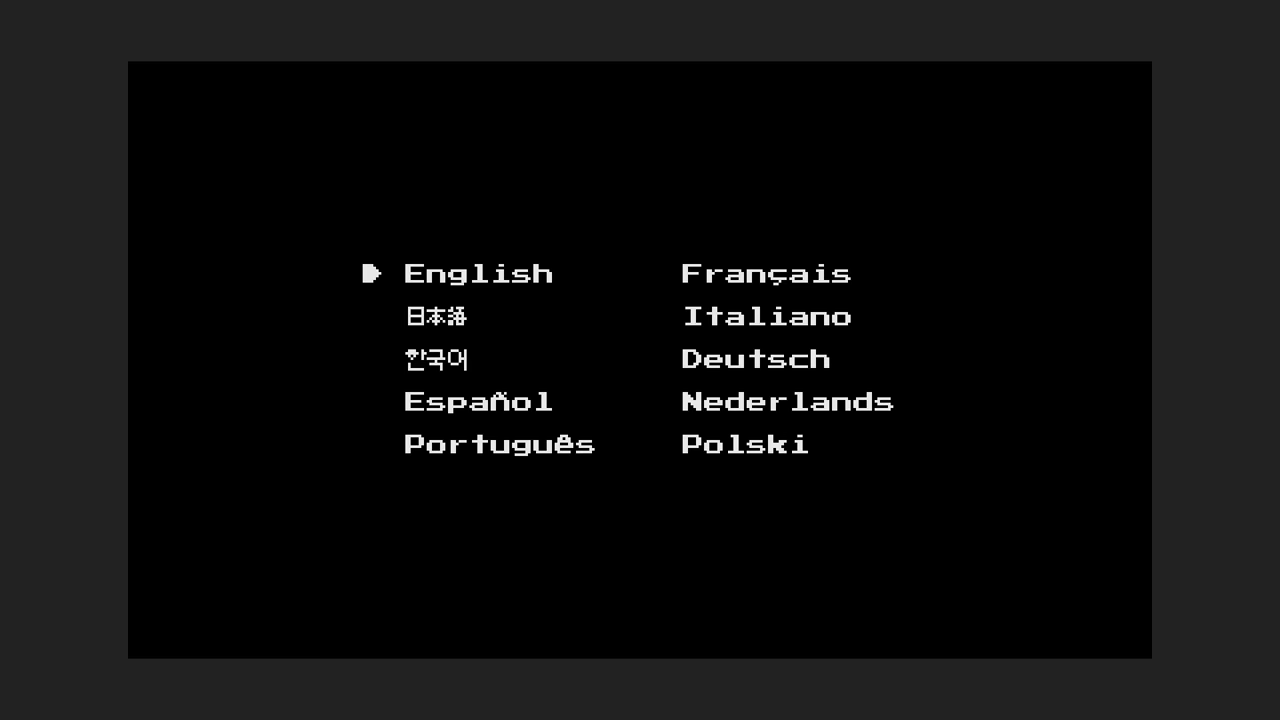 English
日本語
한국어
Español
Português
Français
Italiano
Deutsch
Nederlands
Polski